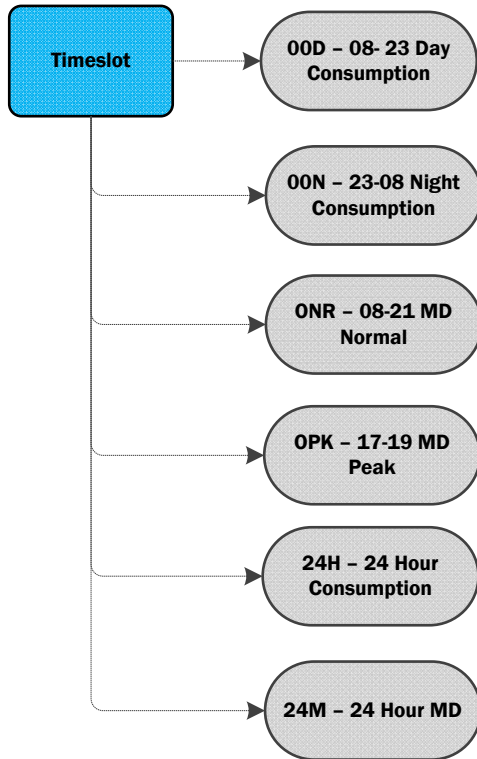 Timeslot
00D – 08- 23 Day
Consumption
00N – 23-08 Night
Consumption
0NR – 08-21 MD
Normal
0PK – 17-19 MD
Peak
24H – 24 Hour
Consumption
24M – 24 Hour MD